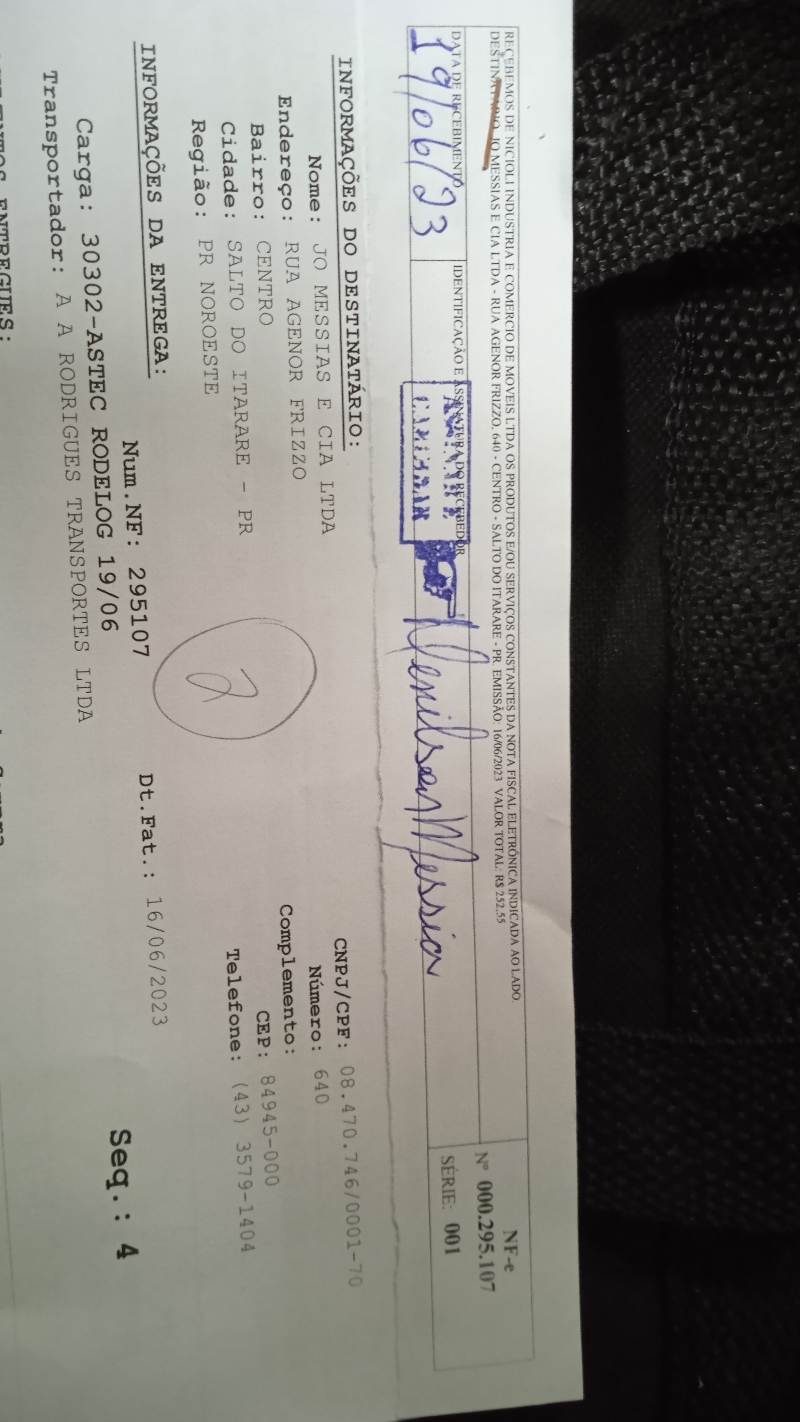 RECEBEMOS DE NICIOLI INDUSTRIA E COMERCIO DE MOVEIS LTDA OS PRODUTOS E/OU SERVIÇOS CONSTANTES DA NOTA FISCAL ELETRÔNICA INDICADA AO LADO
DESTINATARIO: JO MESSIAS E CIA LTDA - RUA AGENOR FRIZZO, 640 - CENTRO - SALTO DO ITARARE - PR EMISSÃO: 16/06/2023 VALOR TOTAL: R$ 252,55
NF-e
Nº 000.295.107
SÉRIE: 001
DATA DE RECEBIMENTO
19/06/23
IDENTIFICAÇÃO E ASSINATURA DO RECEBEDOR
CARIMBAR
Denilson Messias
INFORMAÇÕES DO DESTINATÁRIO:
Nome: JO MESSIAS E CIA LTDA
CNPJ/CPF: 08.470.746/0001-70
Endereço: RUA AGENOR FRIZZO
Número: 640
Bairro: CENTRO
Complemento:
Cidade: SALTO DO ITARARE - PR
CEP: 84945-000
Região: PR NOROESTE
Telefone: (43) 3579-1404
2
INFORMAÇÕES DA ENTREGA:
Num.NF: 295107
Dt.Fat.: 16/06/2023
Carga: 30302-ASTEC RODELOG 19/06
Seq.: 4
Transportador: A A RODRIGUES TRANSPORTES LTDA
ENTREGUES: